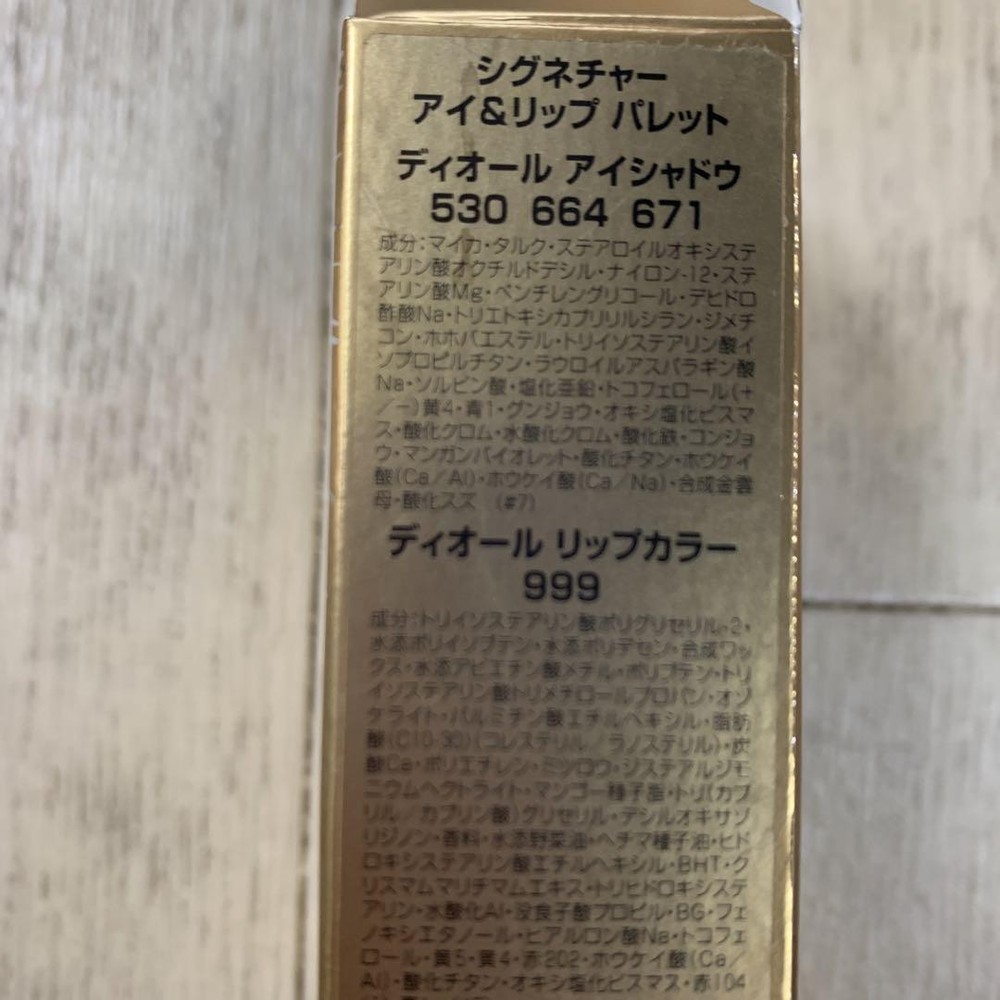 シグネチャー
アイ&リップ パレット
ディオール アイシャドウ
530 664 671
成分:マイカ・タルク・ステアロイルオキシステ
アリン酸オクチルドデシル・ナイロン-12・ステ
アリン酸Mg・ペンチレングリコール・デヒドロ
酢酸Na・トリエトキシカプリリルシラン・ジメチ
コン・ホホバエステル・トリイソステアリン酸イ
ソプロピルチタン・ラウロイルアスパラギン酸
Na・ソルビン酸・塩化亜鉛・トコフェロール(+
/−)黄4・青1・グンジョウ・オキシ塩化ビスマ
ス・酸化クロム・水酸化クロム・酸化鉄・コンジョ
ウ・マンガンバイオレット・酸化チタン・ホウケイ
酸(Ca/Al)・ホウケイ酸(Ca/Na)・合成金雲
母・酸化スズ (#7)
ディオール リップカラー
999
成分:トリイソステアリン酸ポリグリセリル-2・
水添ポリイソブテン・水添ポリデセン・合成ワッ
クス・水添アビエチン酸メチル・ポリブテン・トリ
イソステアリン酸トリメチロールプロパン・オゾ
ケライト・パルミチン酸エチルヘキシル・脂肪
酸(C10-30)(コレステリル/ラノステリル)・炭
酸Ca・ポリエチレン・ミツロウ・ジステアルジモ
ニウムヘクトライト・マンゴー種子脂・トリ(カプ
リル/カプリン酸)グリセリル・デシルオキサゾ
リジノン・香料・水添野菜油・ヘチマ種子油・ヒド
ロキシステアリン酸エチルヘキシル・BHT・ク
リスマムマリチマムエキス・トリヒドロキシステ
アリン・水酸化Al・没食子酸プロピル・BG・フェ
ノキシエタノール・ヒアルロン酸Na・トコフェ
ロール・黄5・黄4・赤202・ホウケイ酸(Ca/
Al)・酸化チタン・オキシ塩化ビスマス・赤104